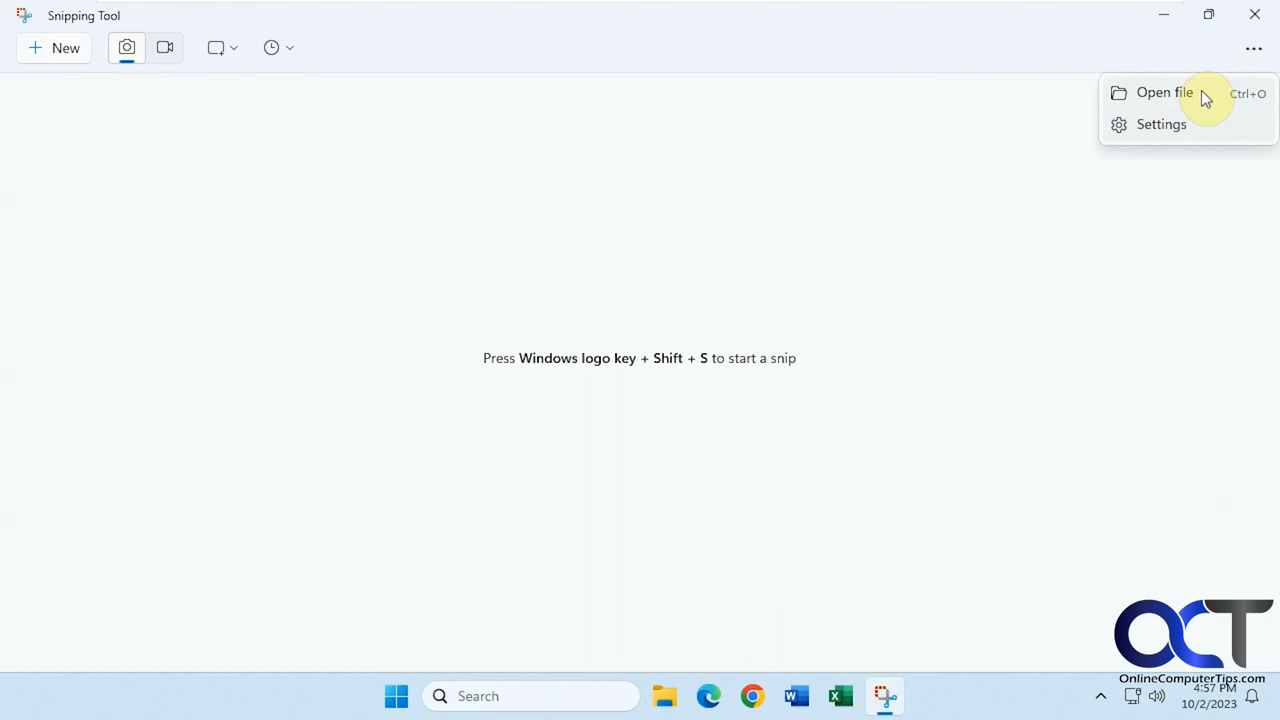 Snipping Tool
New
Open file Ctrl+O
Settings
Press Windows logo key + Shift + S to start a snip
OCT
OnlineComputerTips.com
Search
4:57 PM
10/2/2023